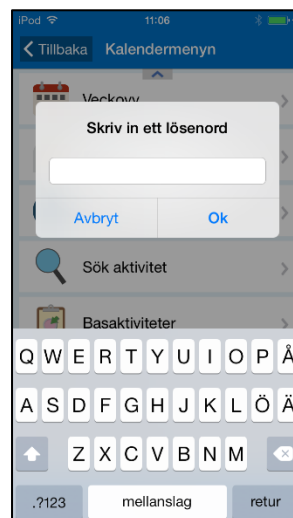 iPod 11:06
Tillbaka Kalendermenyn
Veckovy
Skriv in ett lösenord
Avbryt Ok
Sök aktivitet
Basaktiviteter
Q W E R T Y U I O P Å
A S D F G H J K L Ö Ä
Z X C V B N M
.?123 mellanslag retur